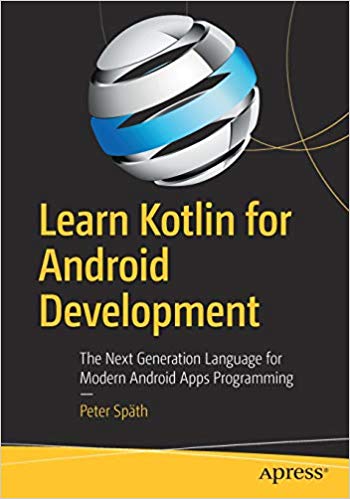 Learn Kotlin for
Android
Development
The Next Generation Language for
Modern Android Apps Programming
—
Peter Späth
Apress®